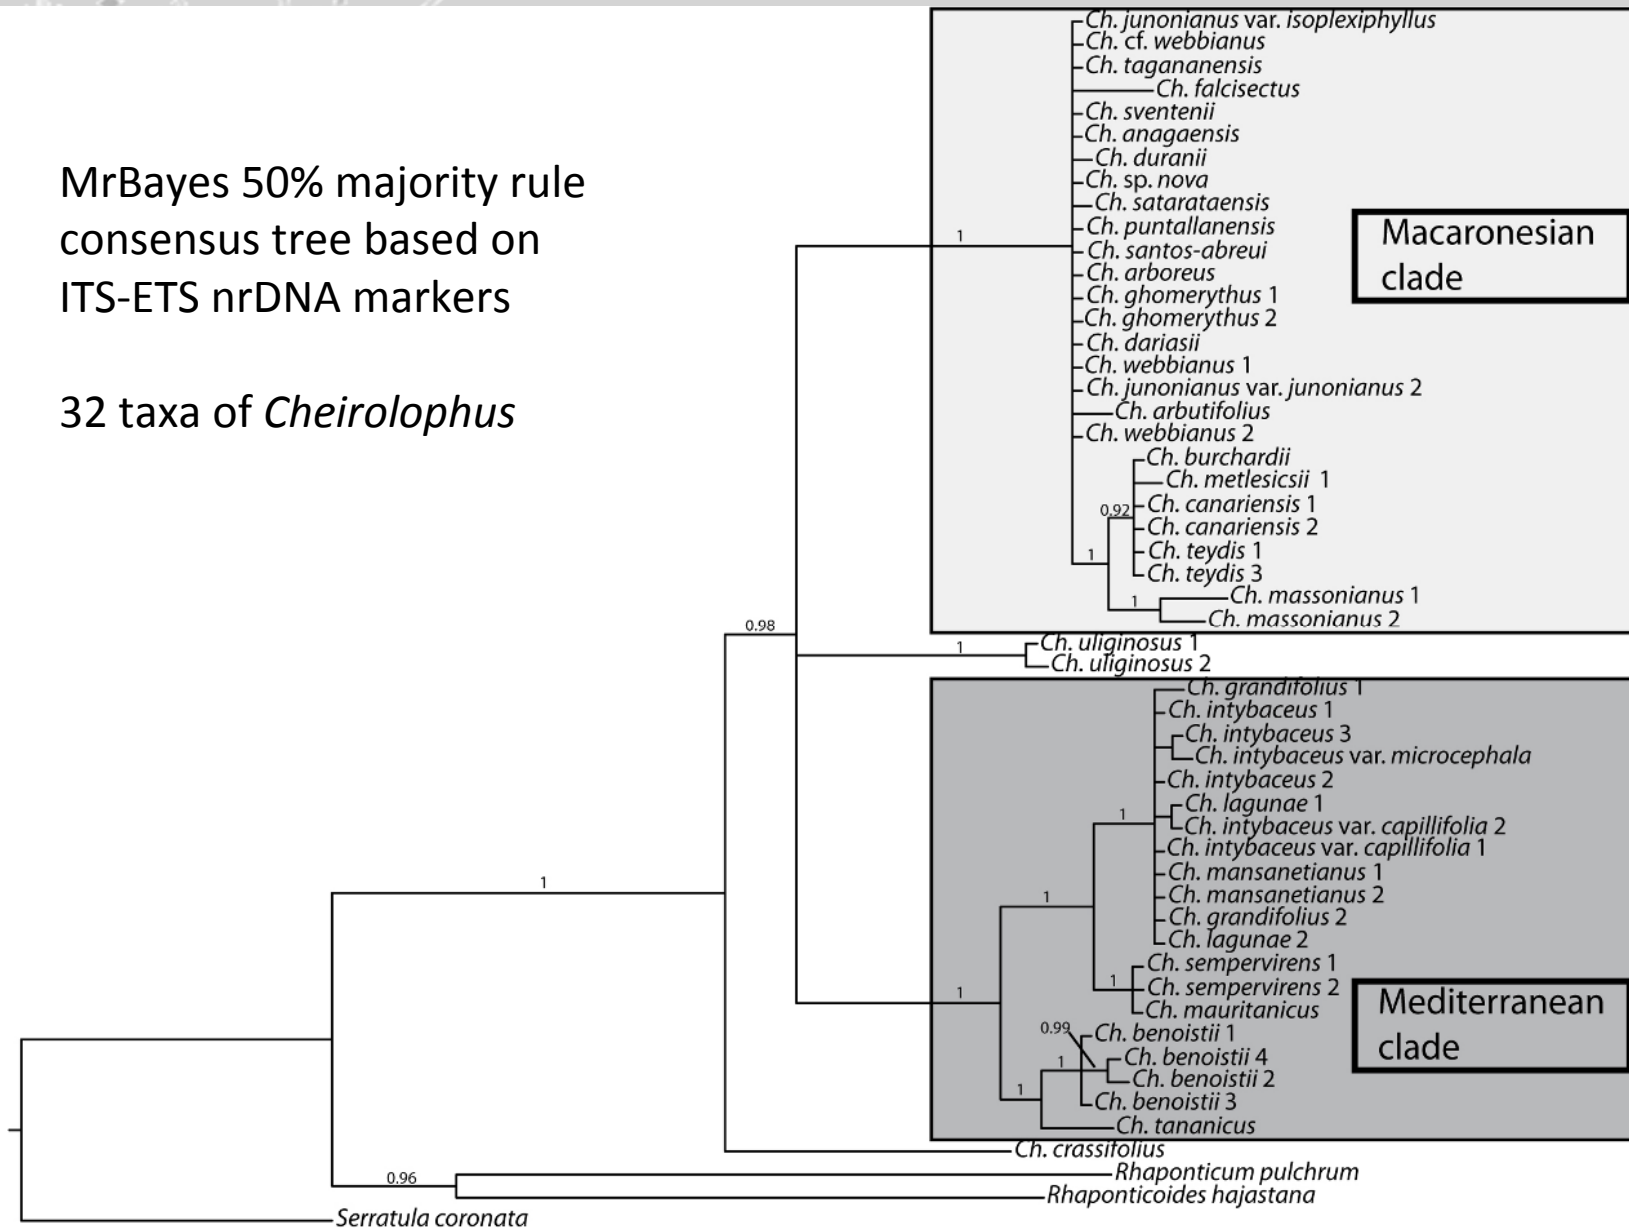 MrBayes 50% majority rule
consensus tree based on
ITS-ETS nrDNA markers
32 taxa of Cheirolophus
Ch. junonianus var. isoplexiphyllus
Ch. cf. webbianus
Ch. tagananensis
Ch. falcisectus
Ch. sventenii
Ch. anagaensis
Ch. duranii
Ch. sp. nova
Ch. satarataensis
Ch. puntallanensis
Ch. santos-abreui
Ch. arboreus
Ch. ghomerythus 1
Ch. ghomerythus 2
Ch. dariasii
Ch. webbianus 1
Ch. junonianus var. junonianus 2
Ch. arbutifolius
Ch. webbianus 2
Ch. burchardii
Ch. metlesicsii 1
Ch. canariensis 1
Ch. canariensis 2
Ch. teydis 1
Ch. teydis 3
Ch. massonianus 1
Ch. massonianus 2
1
0.92
1
1
Macaronesian
clade
0.98
1
Ch. uliginosus 1
Ch. uliginosus 2
Ch. grandifolius 1
Ch. intybaceus 1
Ch. intybaceus 3
Ch. intybaceus var. microcephala
Ch. intybaceus 2
Ch. lagunae 1
Ch. intybaceus var. capillifolia 2
Ch. intybaceus var. capillifolia 1
Ch. mansanetianus 1
Ch. mansanetianus 2
Ch. grandifolius 2
Ch. lagunae 2
Ch. sempervirens 1
Ch. sempervirens 2
Ch. mauritanicus
Ch. benoistii 1
Ch. benoistii 4
Ch. benoistii 2
Ch. benoistii 3
Ch. tananicus
1
1
1
1
1
0.99
1
1
Mediterranean
clade
Ch. crassifolius
0.96
Rhaponticum pulchrum
Rhaponticoides hajastana
Serratula coronata